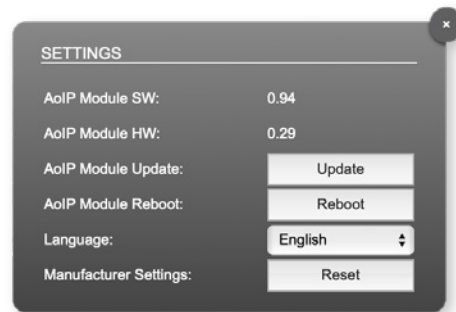 SETTINGS
AoIP Module SW: 0.94
AoIP Module HW: 0.29
AoIP Module Update: Update
AoIP Module Reboot: Reboot
Language: English
Manufacturer Settings: Reset